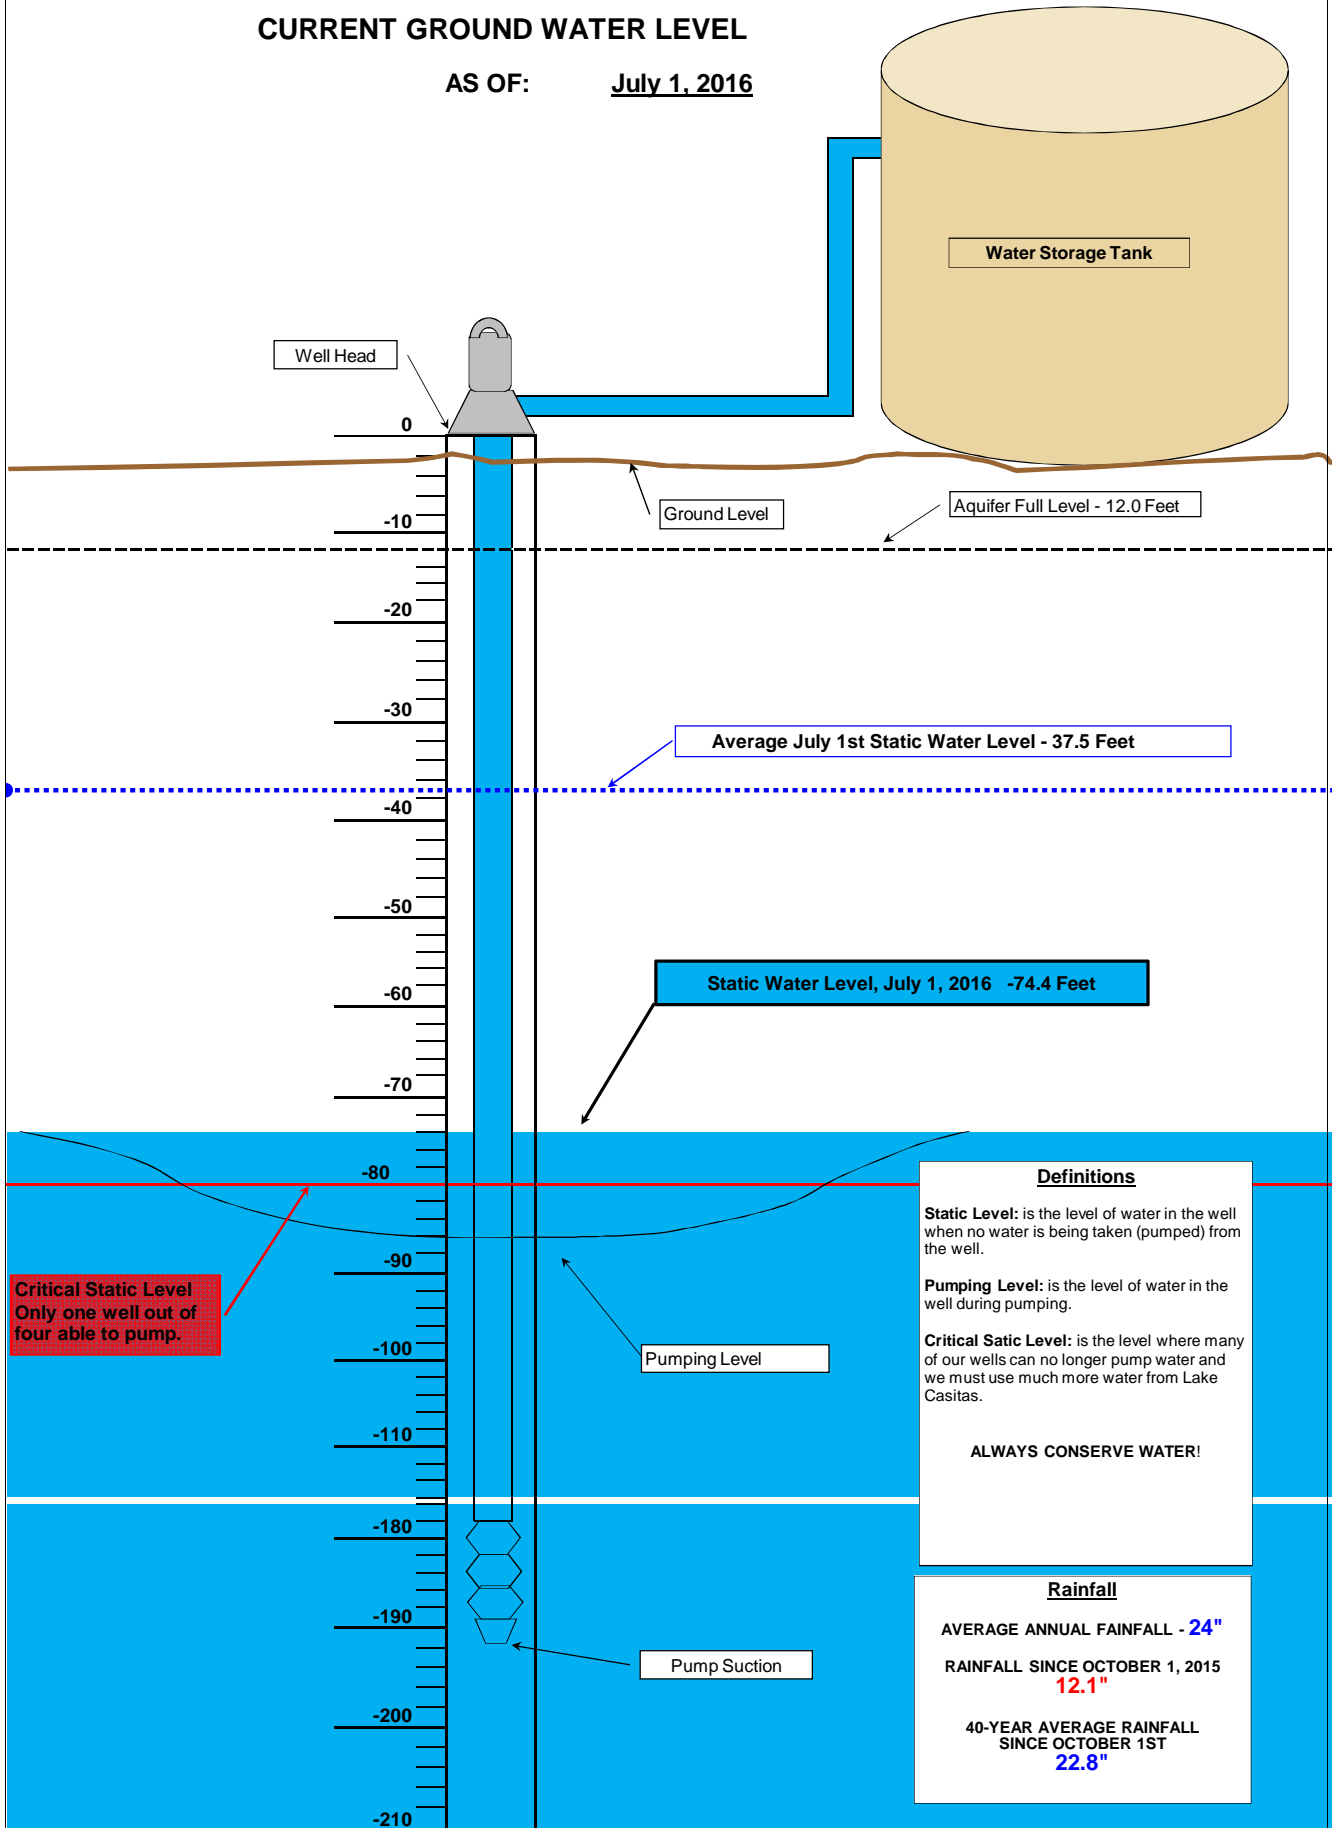 CURRENT GROUND WATER LEVEL
AS OF: July 1, 2016
Water Storage Tank
Well Head
0
Ground Level
Aquifer Full Level - 12.0 Feet
-10
-20
-30
Average July 1st Static Water Level - 37.5 Feet
-40
-50
Static Water Level, July 1, 2016 -74.4 Feet
-60
-70
-80
Critical Static Level
Only one well out of
four able to pump.
-90
Pumping Level
-100
-110
Definitions
Static Level: is the level of water in the well
when no water is being taken (pumped) from
the well.
Pumping Level: is the level of water in the
well during pumping.
Critical Satic Level: is the level where many
of our wells can no longer pump water and
we must use much more water from Lake
Casitas.
ALWAYS CONSERVE WATER!
-180
-190
Pump Suction
-200
-210
Rainfall
AVERAGE ANNUAL FAINFALL - 24"
RAINFALL SINCE OCTOBER 1, 2015
12.1"
40-YEAR AVERAGE RAINFALL
SINCE OCTOBER 1ST
22.8"